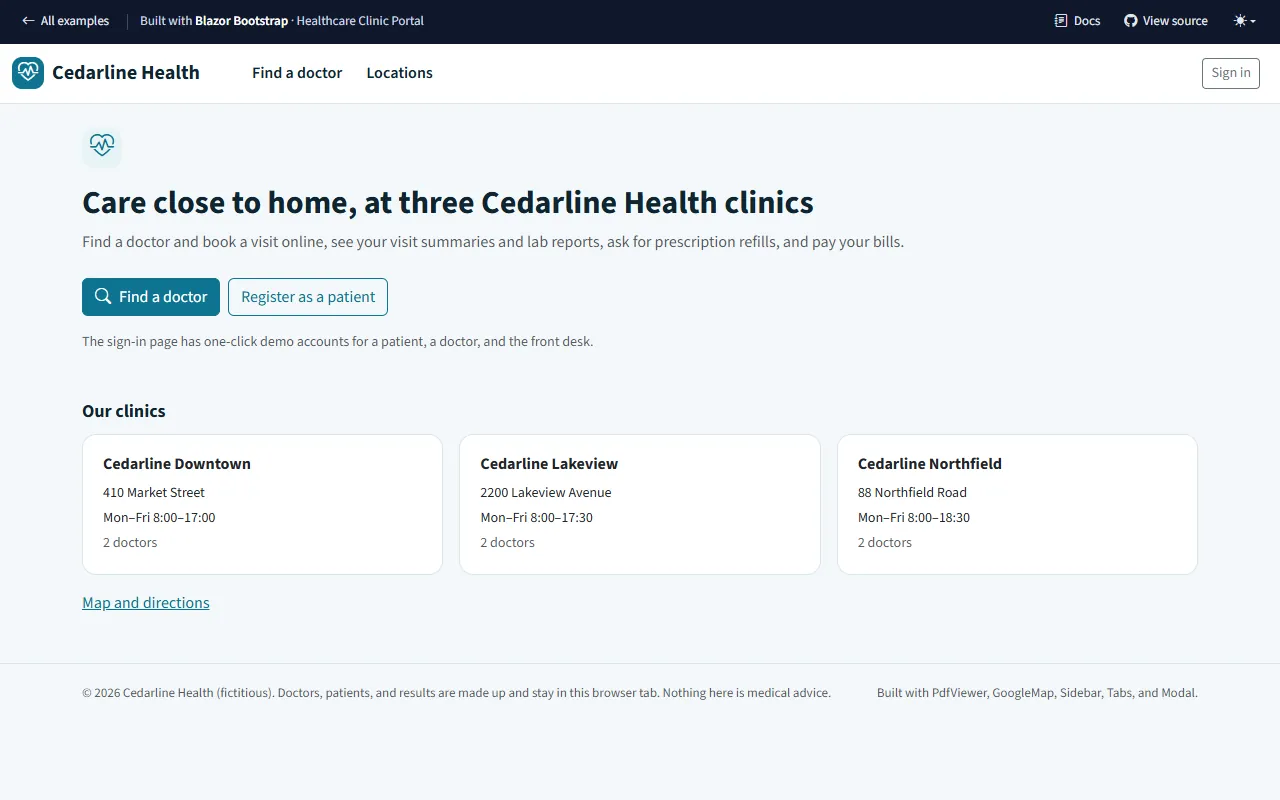 All examples
Built with Blazor Bootstrap · Healthcare Clinic Portal
Docs
View source
Cedarline Health
Find a doctor
Locations
Sign in
Care close to home, at three Cedarline Health clinics
Find a doctor and book a visit online, see your visit summaries and lab reports, ask for prescription refills, and pay your bills.
Find a doctor
Register as a patient
The sign-in page has one-click demo accounts for a patient, a doctor, and the front desk.
Our clinics
Cedarline Downtown
410 Market Street
Mon–Fri 8:00–17:00
2 doctors
Cedarline Lakeview
2200 Lakeview Avenue
Mon–Fri 8:00–17:30
2 doctors
Cedarline Northfield
88 Northfield Road
Mon–Fri 8:00–18:30
2 doctors
Map and directions
© 2026 Cedarline Health (fictitious). Doctors, patients, and results are made up and stay in this browser tab. Nothing here is medical advice.
Built with PdfViewer, GoogleMap, Sidebar, Tabs, and Modal.